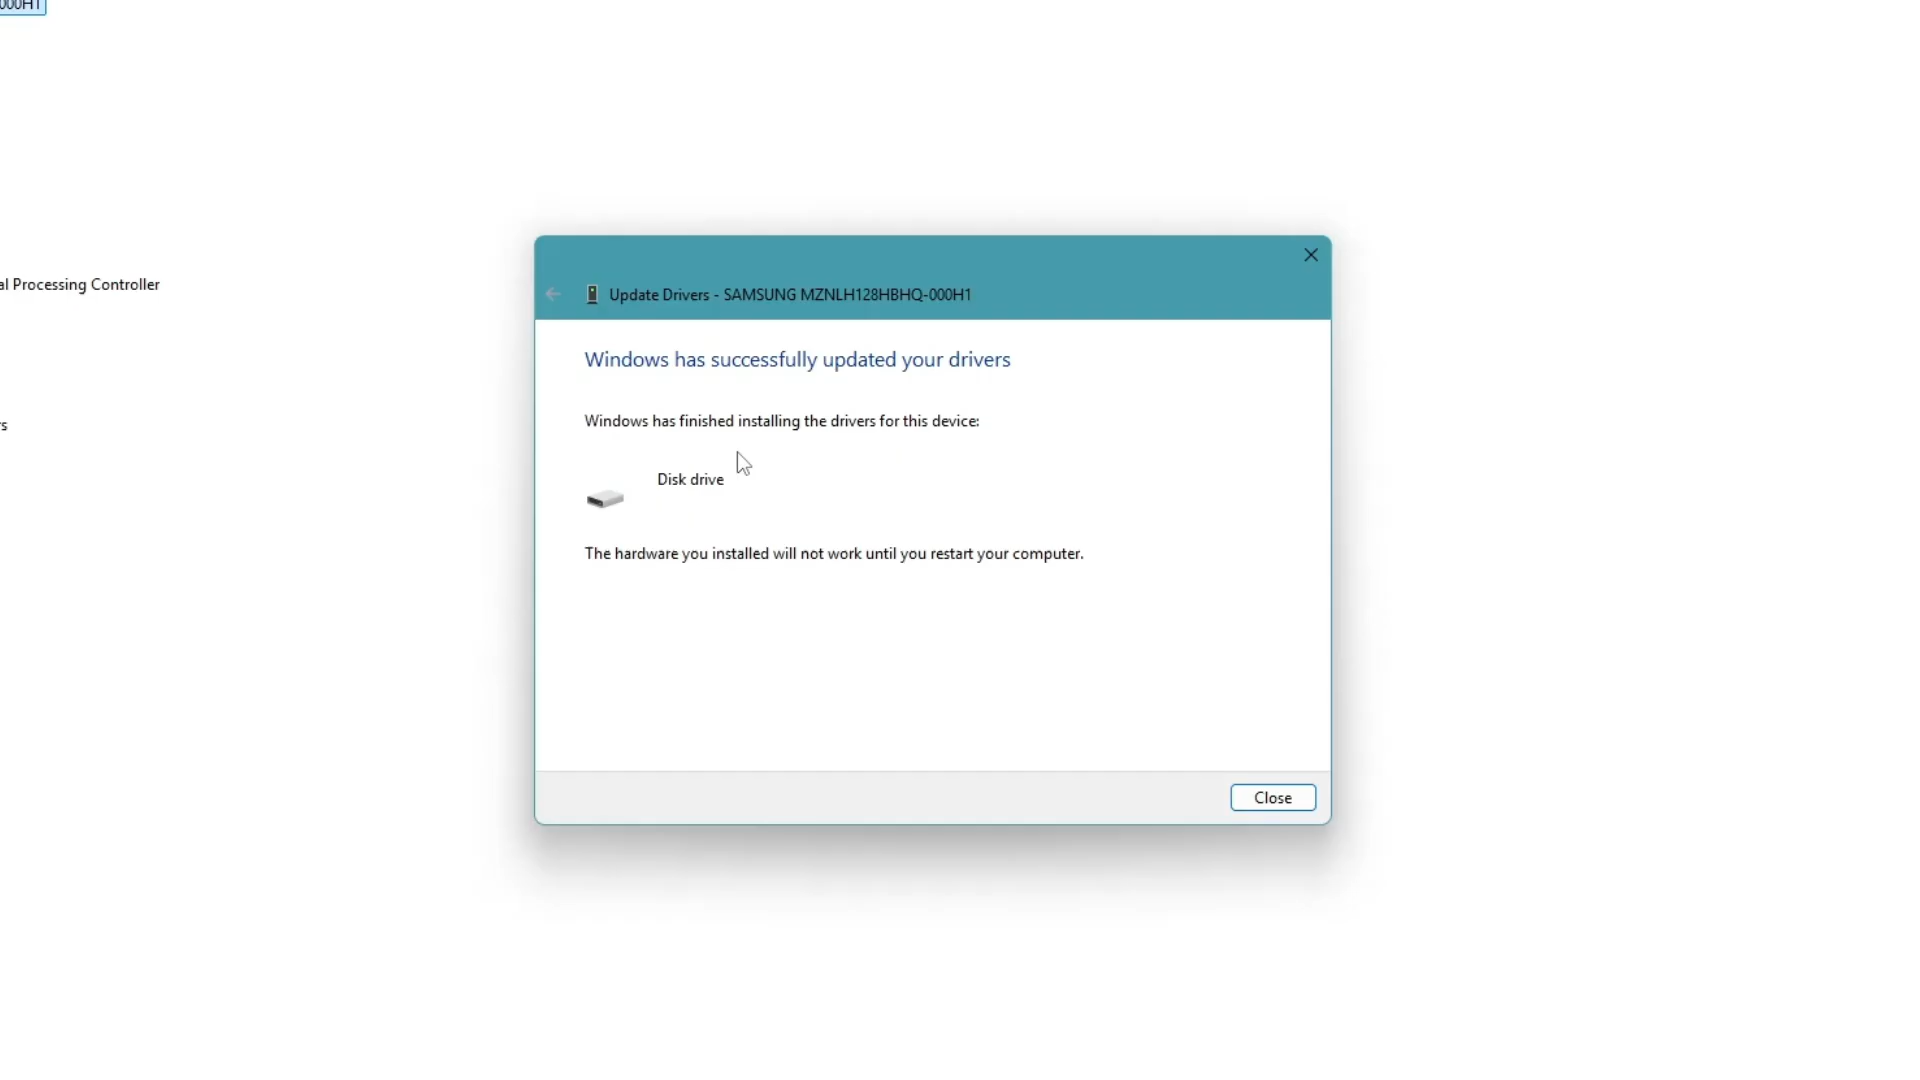 000H1
al Processing Controller
rs
Update Drivers - SAMSUNG MZNLH128HBHQ-000H1
Windows has successfully updated your drivers
Windows has finished installing the drivers for this device:
Disk drive
The hardware you installed will not work until you restart your computer.
Close